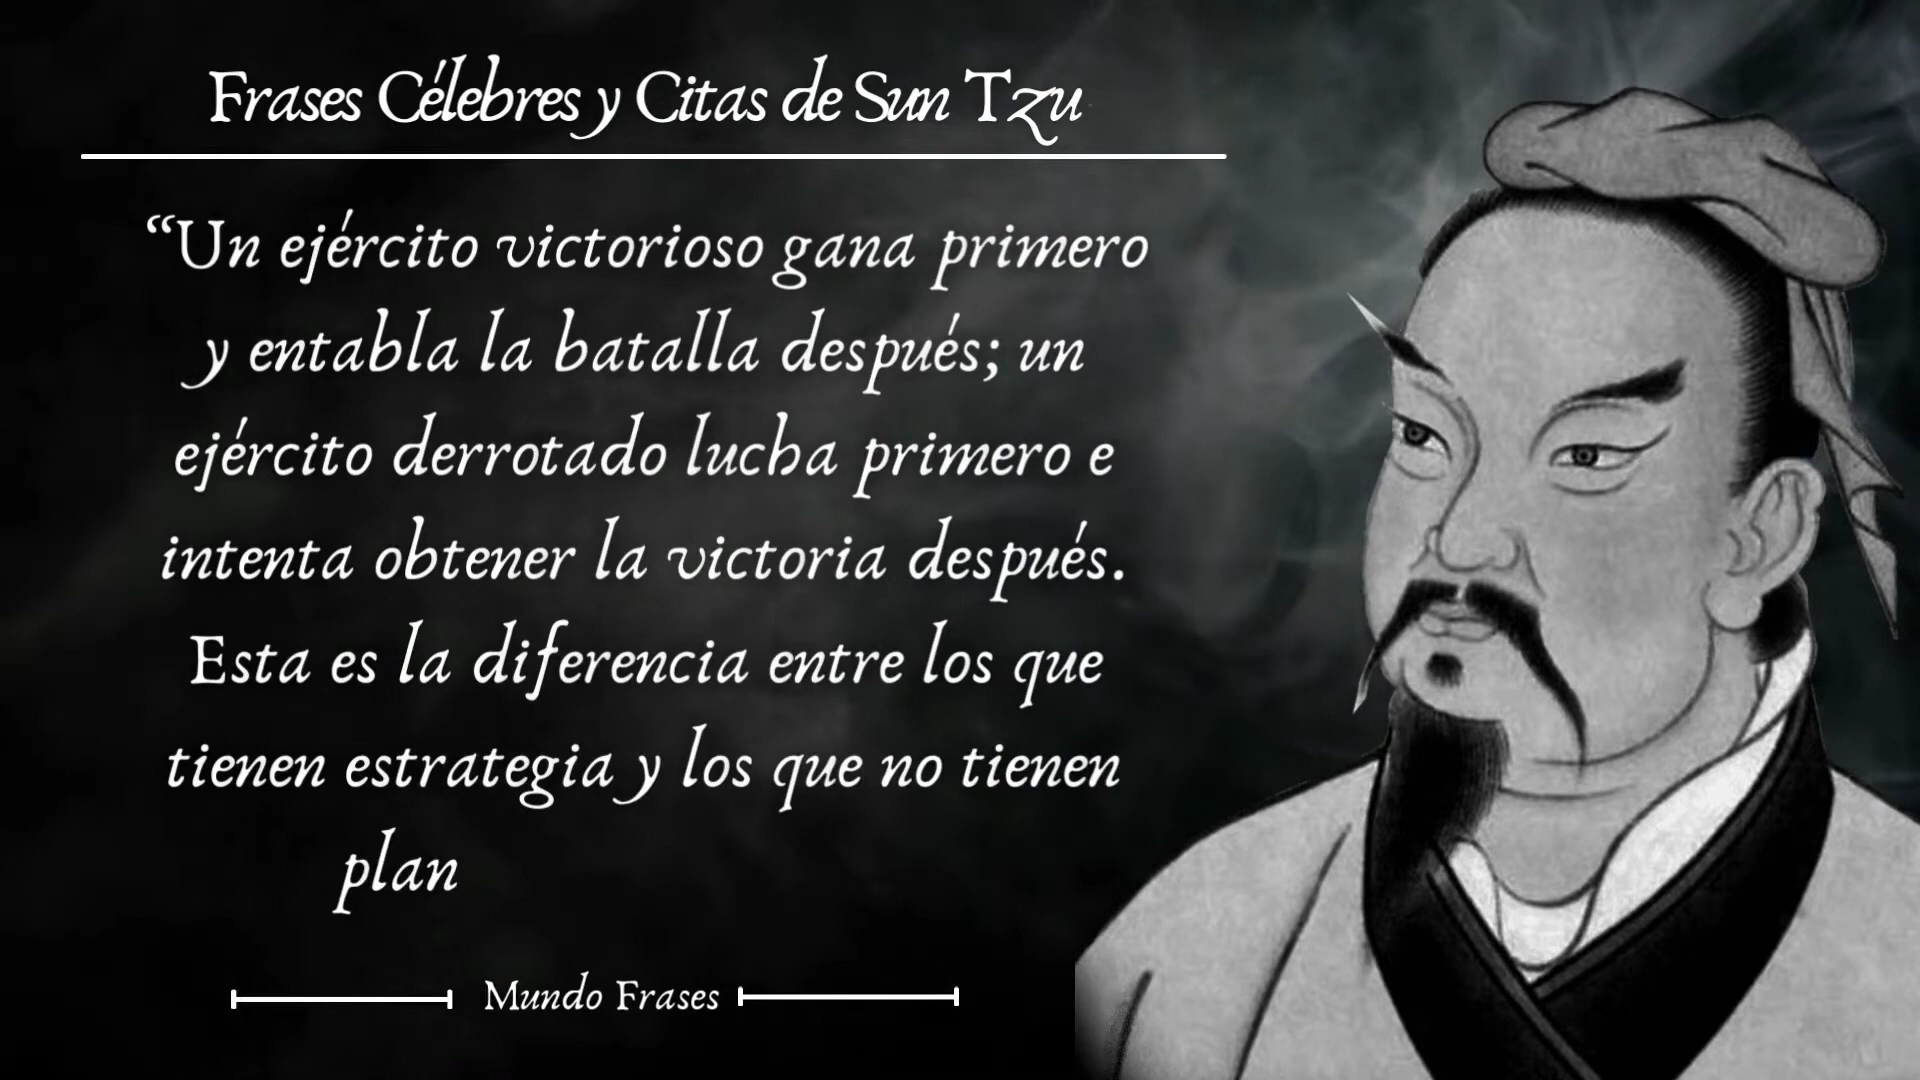 Frases Célebres y Citas de Sun Tzu
“Un ejército victorioso gana primero
y entabla la batalla después; un
ejército derrotado lucha primero e
intenta obtener la victoria después.
Esta es la diferencia entre los que
tienen estrategia y los que no tienen
plan
Mundo Frases